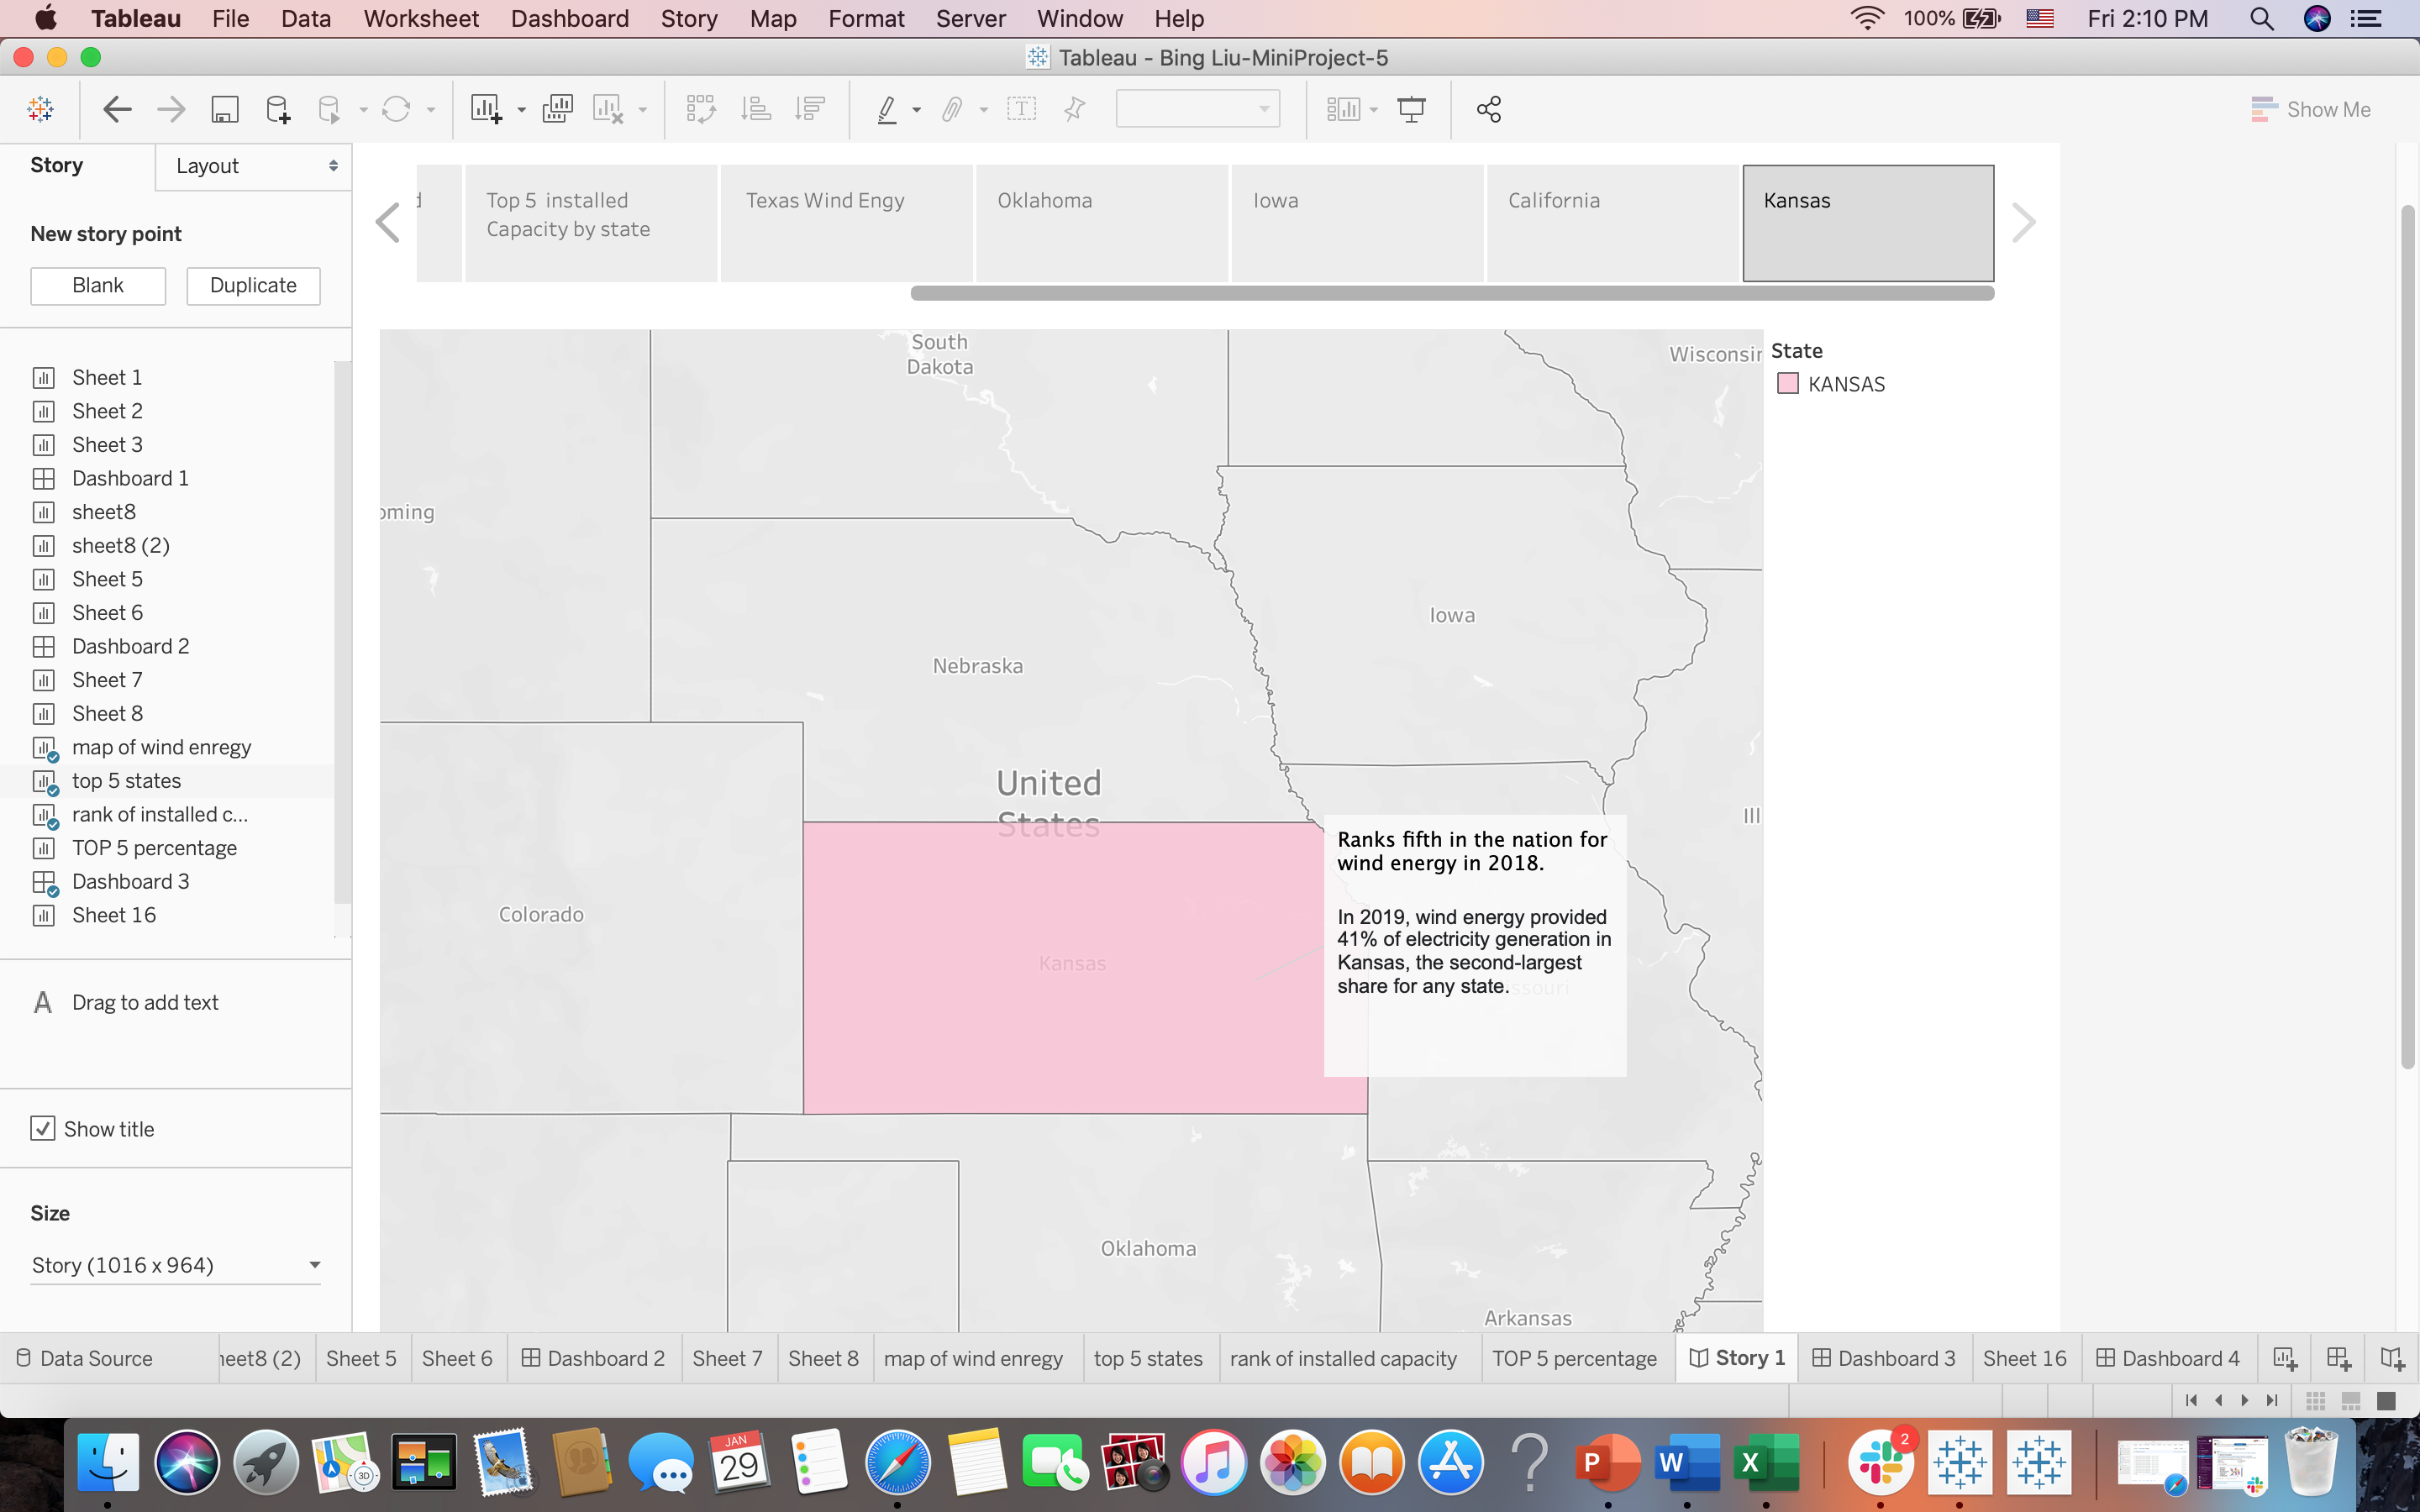 Tableau File Data Worksheet Dashboard Story Map Format Server Window Help 100% Fri 2:10 PM
Tableau - Bing Liu-MiniProject-5
Show Me
Story Layout
New story point
Blank Duplicate
Sheet 1
Sheet 2
Sheet 3
Dashboard 1
sheet8
sheet8 (2)
Sheet 5
Sheet 6
Dashboard 2
Sheet 7
Sheet 8
map of wind enregy
top 5 states
rank of installed c...
TOP 5 percentage
Dashboard 3
Sheet 16
A Drag to add text
Show title
Size
Story (1016 x 964)
Top 5 installed
Capacity by state
Texas Wind Engy
Oklahoma
Iowa
California
Kansas
South
Dakota
Wisconsin
oming
Iowa
Nebraska
United
States
Ill
Colorado
Kansas
ssouri
Oklahoma
Arkansas
Ranks fifth in the nation for
wind energy in 2018.
In 2019, wind energy provided
41% of electricity generation in
Kansas, the second-largest
share for any state.
State
KANSAS
Data Source heet8 (2) Sheet 5 Sheet 6 Dashboard 2 Sheet 7 Sheet 8 map of wind enregy top 5 states rank of installed capacity TOP 5 percentage Story 1 Dashboard 3 Sheet 16 Dashboard 4
3D
JAN
29
P
W
X
2